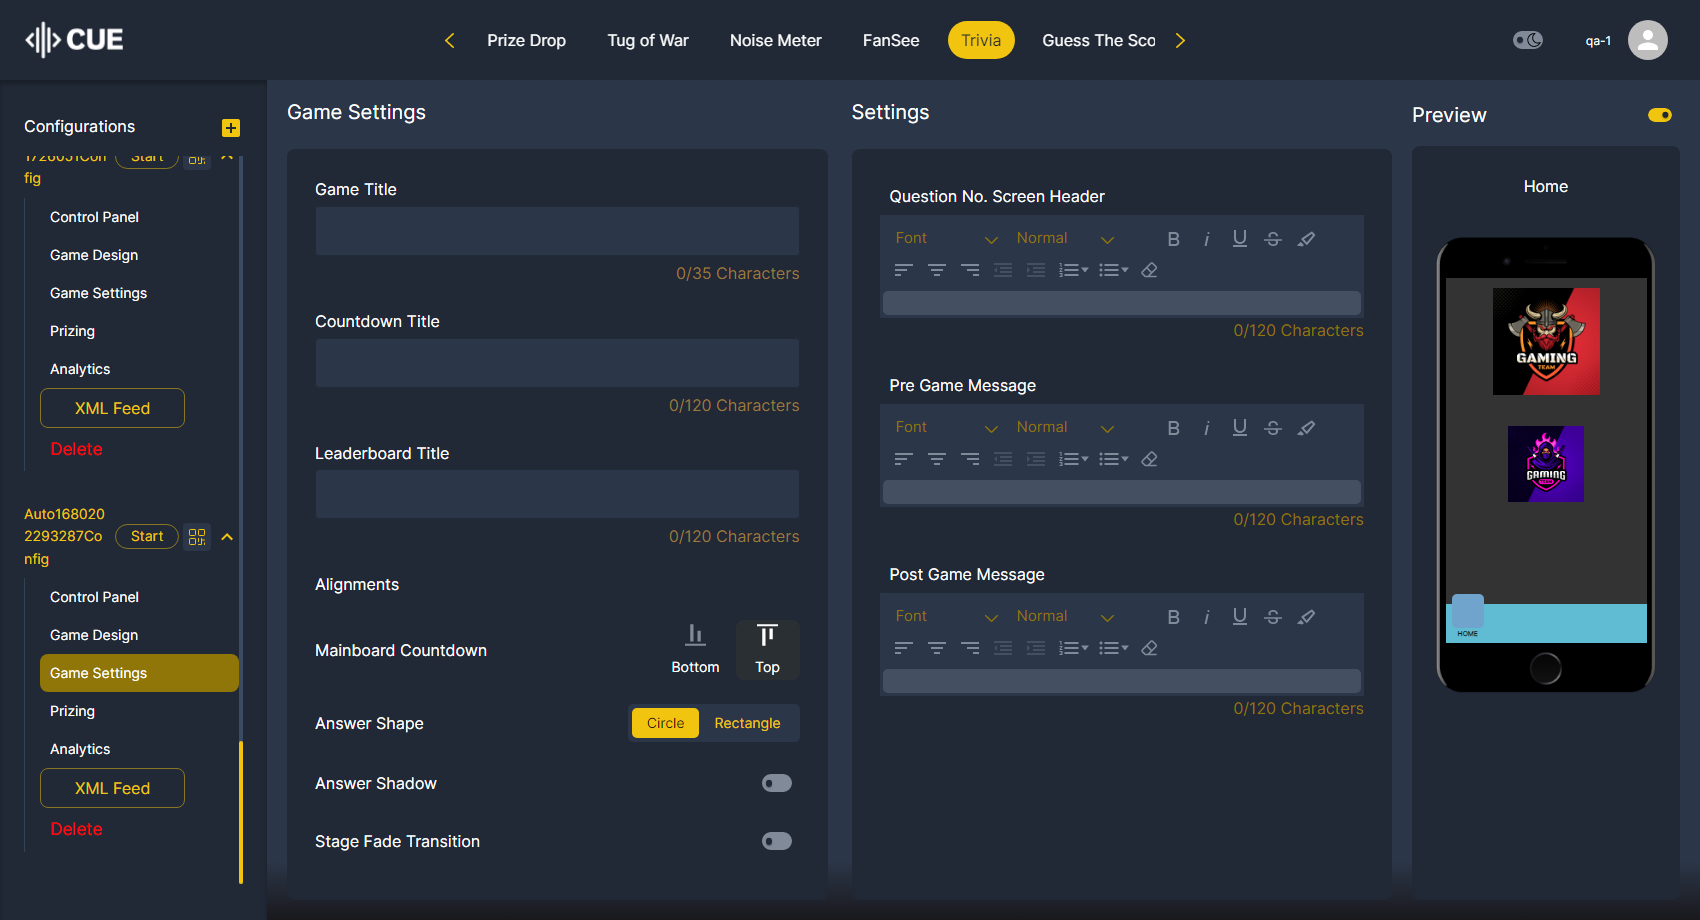 CUE
Prize Drop
Tug of War
Noise Meter
FanSee
Trivia
Guess The Sco
qa-1
Configurations
1726051Con
fig
Start
Control Panel
Game Design
Game Settings
Prizing
Analytics
XML Feed
Delete
Auto168020
2293287Co
nfig
Start
Control Panel
Game Design
Game Settings
Prizing
Analytics
XML Feed
Delete
Game Settings
Game Title
0/35 Characters
Countdown Title
0/120 Characters
Leaderboard Title
0/120 Characters
Alignments
Mainboard Countdown
Bottom
Top
Answer Shape
Circle
Rectangle
Answer Shadow
Stage Fade Transition
Settings
Question No. Screen Header
Font
Normal
0/120 Characters
Pre Game Message
Font
Normal
0/120 Characters
Post Game Message
Font
Normal
0/120 Characters
Preview
Home
GAMING
TEAM
GAMING
TEAM
HOME